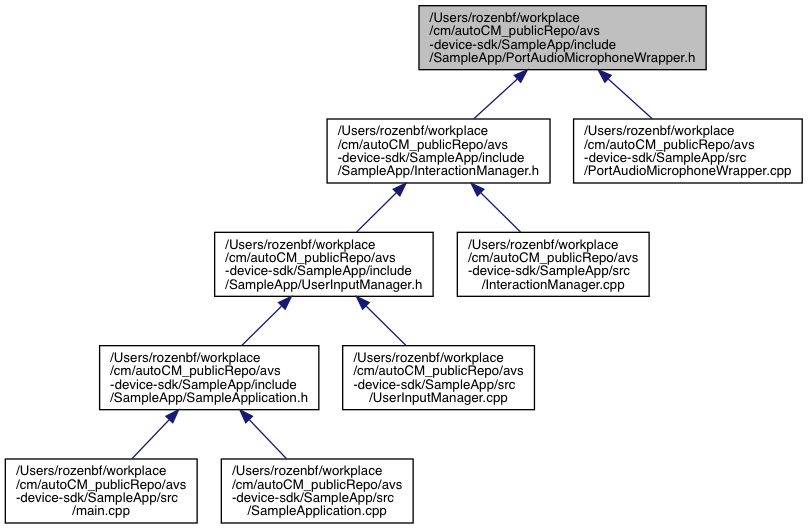 /Users/rozenbf/workplace
/cm/autoCM_publicRepo/avs
-device-sdk/SampleApp/include
/SampleApp/PortAudioMicrophoneWrapper.h
/Users/rozenbf/workplace
/cm/autoCM_publicRepo/avs
-device-sdk/SampleApp/include
/SampleApp/InteractionManager.h
/Users/rozenbf/workplace
/cm/autoCM_publicRepo/avs
-device-sdk/SampleApp/src
/PortAudioMicrophoneWrapper.cpp
/Users/rozenbf/workplace
/cm/autoCM_publicRepo/avs
-device-sdk/SampleApp/include
/SampleApp/UserInputManager.h
/Users/rozenbf/workplace
/cm/autoCM_publicRepo/avs
-device-sdk/SampleApp/src
/InteractionManager.cpp
/Users/rozenbf/workplace
/cm/autoCM_publicRepo/avs
-device-sdk/SampleApp/include
/SampleApp/SampleApplication.h
/Users/rozenbf/workplace
/cm/autoCM_publicRepo/avs
-device-sdk/SampleApp/src
/UserInputManager.cpp
/Users/rozenbf/workplace
/cm/autoCM_publicRepo/avs
-device-sdk/SampleApp/src
/main.cpp
/Users/rozenbf/workplace
/cm/autoCM_publicRepo/avs
-device-sdk/SampleApp/src
/SampleApplication.cpp